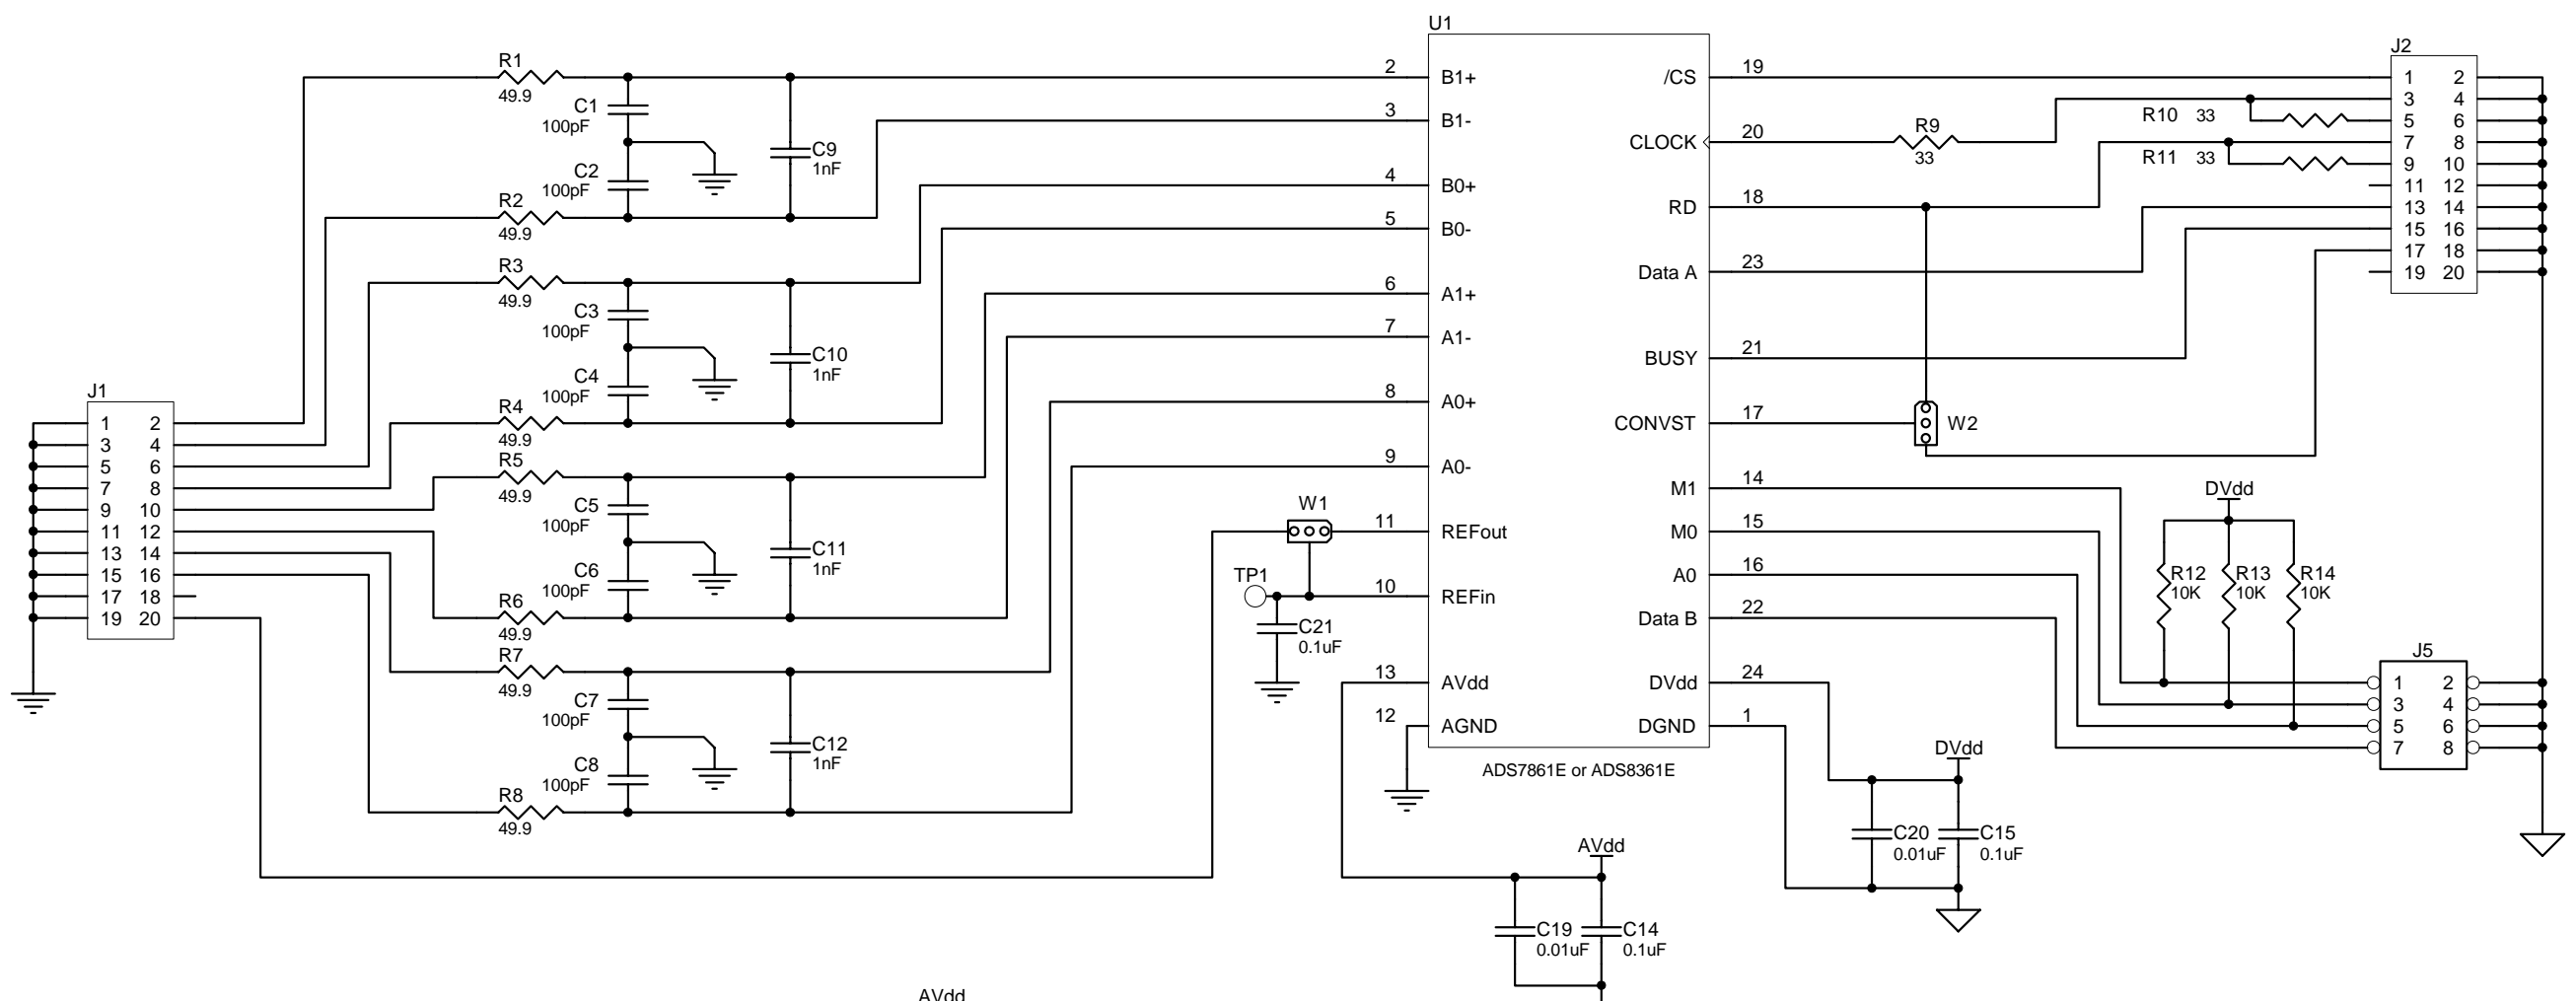 U1
J2
R1
49.9
C1
100pF
C2
100pF
R2
49.9
C9
1nF
R3
49.9
C3
100pF
C4
100pF
R4
49.9
C10
1nF
R5
49.9
C5
100pF
C6
100pF
R6
49.9
C11
1nF
R7
49.9
C7
100pF
C8
100pF
R8
49.9
C12
1nF
J1
1 2
3 4
5 6
7 8
9 10
11 12
13 14
15 16
17 18
19 20
2 B1+
3 B1-
4 B0+
5 B0-
6 A1+
7 A1-
8 A0+
9 A0-
W1
11 REFout
TP1
10 REFin
C21
0.1uF
13 AVdd
12 AGND
/CS 19
CLOCK 20
RD 18
Data A 23
BUSY 21
CONVST 17
M1 14
M0 15
A0 16
Data B 22
DVdd 24
DGND 1
ADS7861E or ADS8361E
R9
33
R10 33
R11 33
1 2
3 4
5 6
7 8
9 10
11 12
13 14
15 16
17 18
19 20
W2
DVdd
R12
10K
R13
10K
R14
10K
J5
1 2
3 4
5 6
7 8
DVdd
C20
0.01uF
C15
0.1uF
AVdd
C19
0.01uF
C14
0.1uF
AVdd